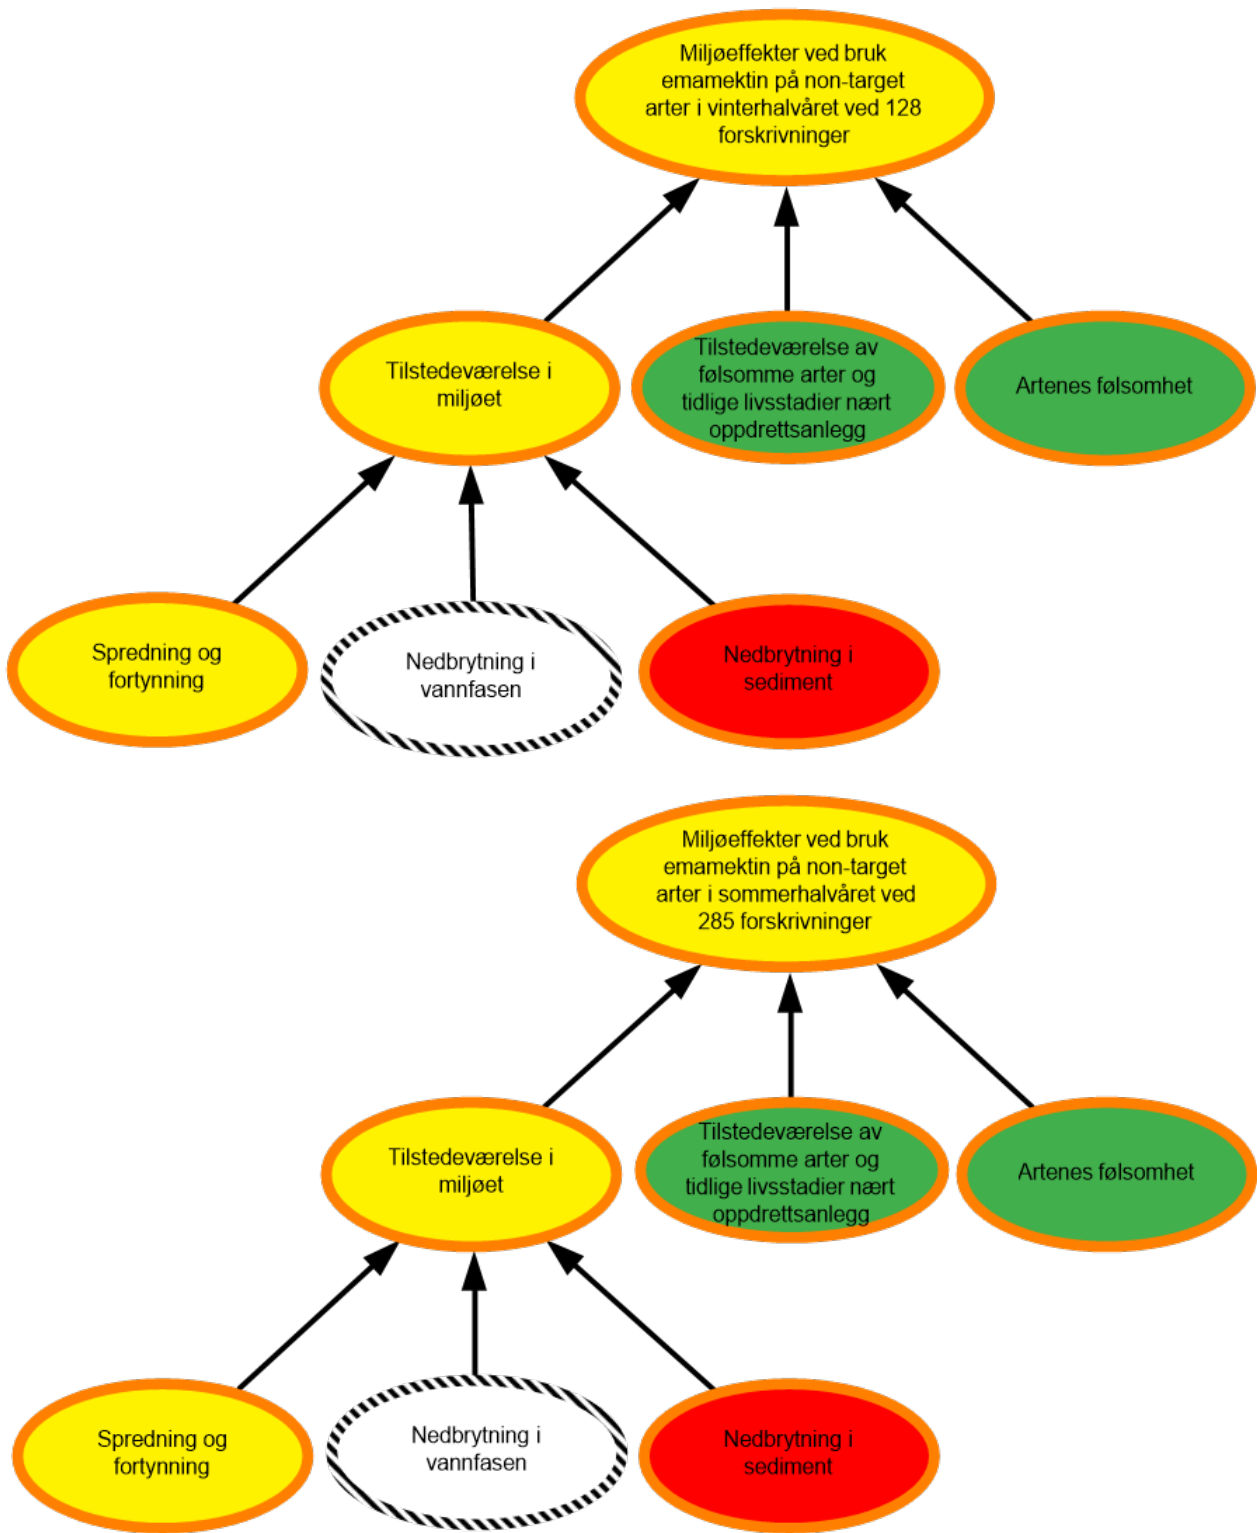 Miljøeffekter ved bruk
emamektin på non-target
arter i vinterhalvåret ved 128
forskrivninger
Tilstedeværelse i
miljøet
Tilstedeværelse av
følsomme arter og
tidlige livsstadier nært
oppdrettsanlegg
Artenes følsomhet
Spredning og
fortynning
Nedbrytning i
vannfasen
Nedbrytning i
sediment
Miljøeffekter ved bruk
emamektin på non-target
arter i sommerhalvåret ved
285 forskrivninger
Tilstedeværelse i
miljøet
Tilstedeværelse av
følsomme arter og
tidlige livsstadier nært
oppdrettsanlegg
Artenes følsomhet
Spredning og
fortynning
Nedbrytning i
vannfasen
Nedbrytning i
sediment